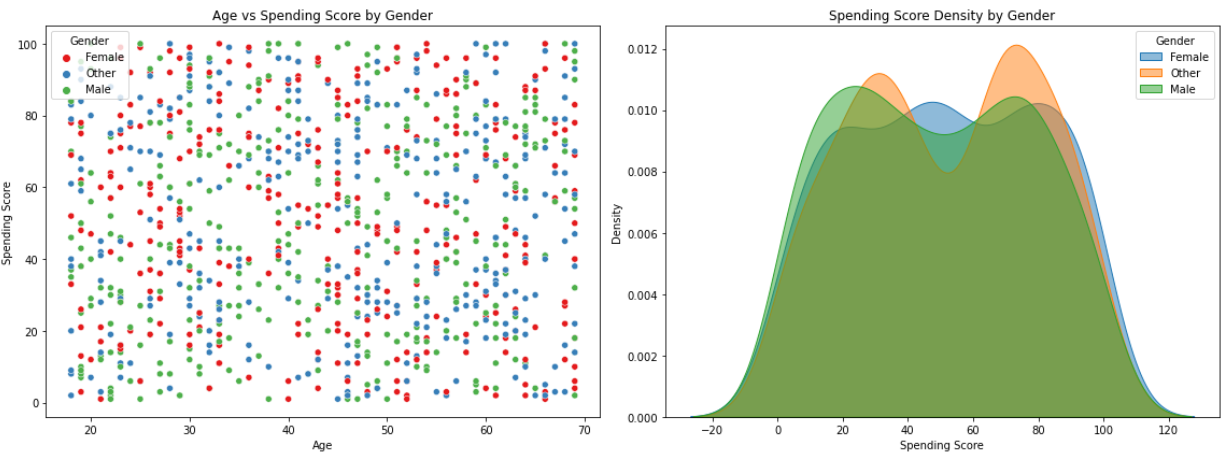 Age vs Spending Score by Gender
Gender
Female
Other
Male
100
80
60
40
20
0
Spending Score
20 30 40 50 60 70
Age
Spending Score Density by Gender
Gender
Female
Other
Male
0.012
0.010
0.008
0.006
0.004
0.002
0.000
Density
−20 0 20 40 60 80 100 120
Spending Score